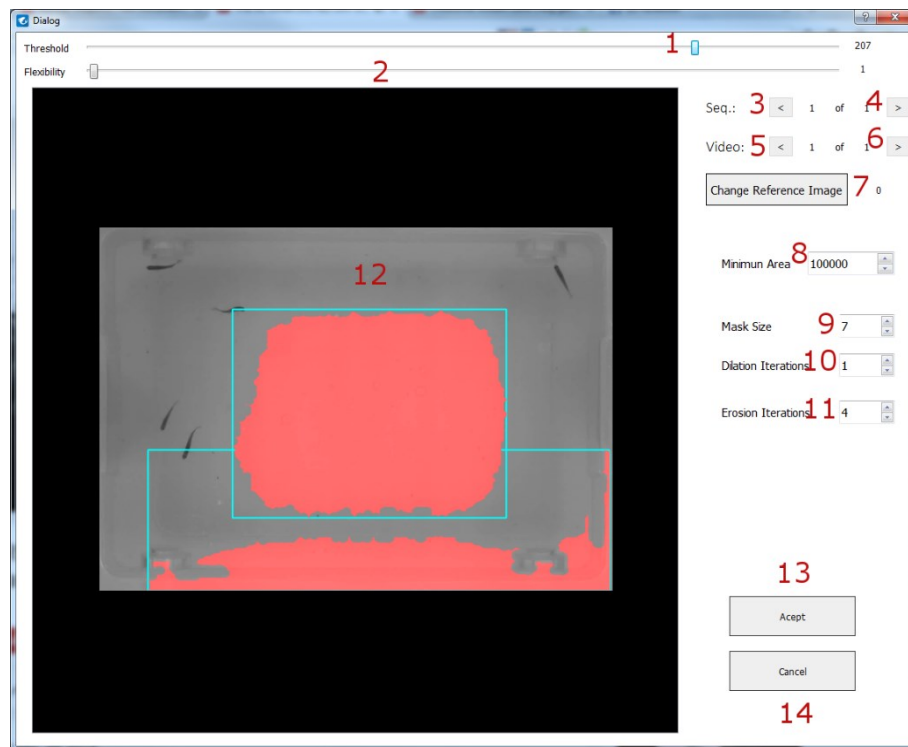 Dialog
Threshold 1 207
Flexibility 2 1
Seq.: 3 < 1 of 1 4 >
Video: 5 < 1 of 1 6 >
Change Reference Image 7 0
Minimun Area 8 100000
12
Mask Size 9 7
Dilation Iterations 10 1
Erosion Iterations 11 4
13
Acept
Cancel
14